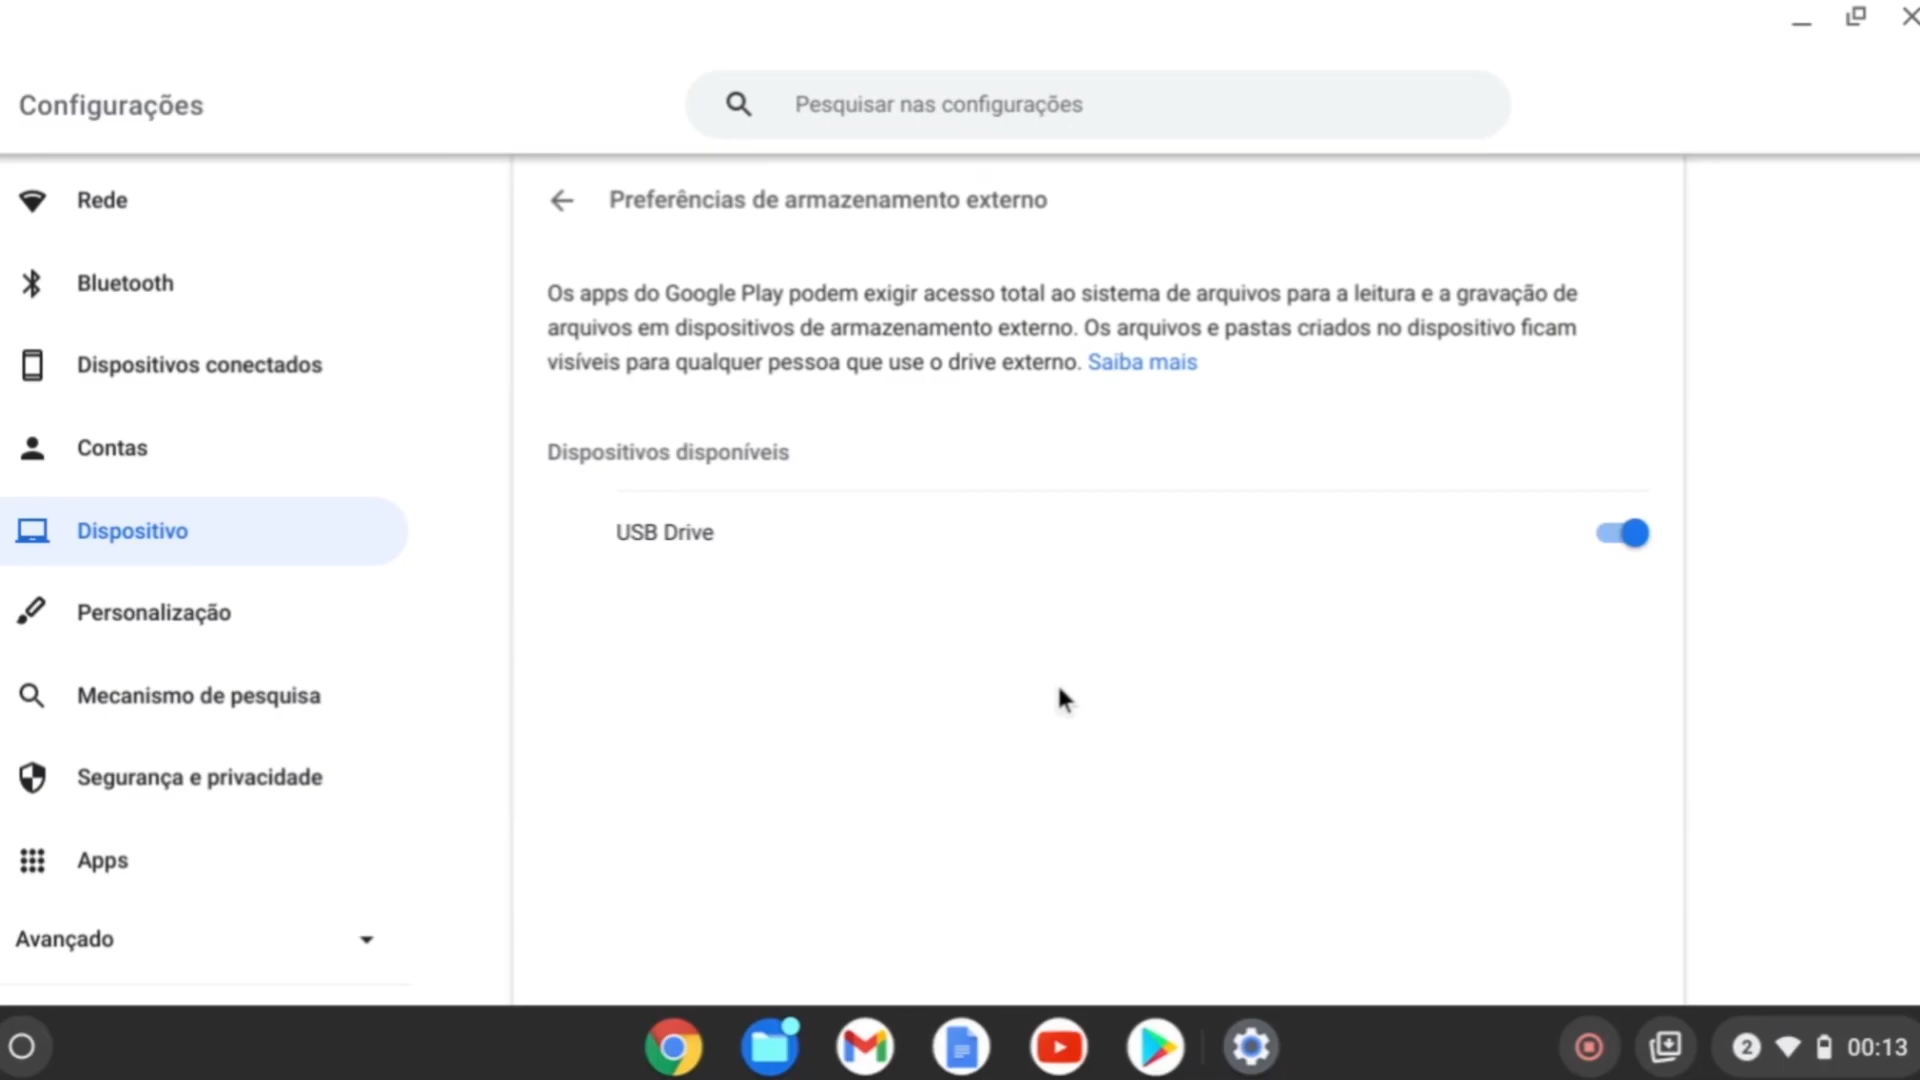 Configurações
Pesquisar nas configurações
Rede
Bluetooth
Dispositivos conectados
Contas
Dispositivo
Personalização
Mecanismo de pesquisa
Segurança e privacidade
Apps
Avançado
Preferências de armazenamento externo
Os apps do Google Play podem exigir acesso total ao sistema de arquivos para a leitura e a gravação de
arquivos em dispositivos de armazenamento externo. Os arquivos e pastas criados no dispositivo ficam
visíveis para qualquer pessoa que use o drive externo. Saiba mais
Dispositivos disponíveis
USB Drive
2 00:13